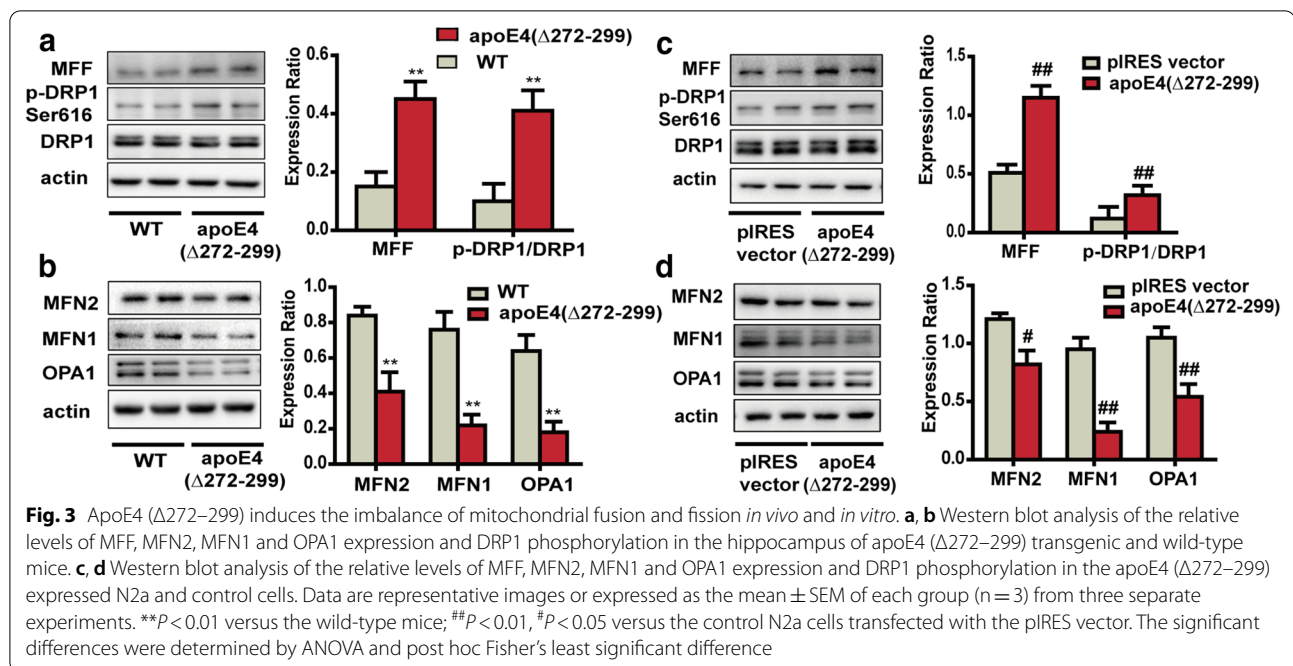 a
MFF
p-DRP1
Ser616
DRP1
actin
WT apoE4
(Δ272-299)
apoE4(Δ272-299)
WT
Expression Ratio
0.6
0.4
0.2
0.0
** **
MFF p-DRP1/DRP1
c
MFF
p-DRP1
Ser616
DRP1
actin
pIRES apoE4
vector (Δ272-299)
pIRES vector
apoE4(Δ272-299)
Expression Ratio
1.5
1.0
0.5
0.0
## ##
MFF p-DRP1/DRP1
b
MFN2
MFN1
OPA1
actin
WT apoE4
(Δ272-299)
WT
apoE4(Δ272-299)
Expression Ratio
1.0
0.8
0.6
0.4
0.2
0.0
** ** **
MFN2 MFN1 OPA1
d
MFN2
MFN1
OPA1
actin
pIRES apoE4
vector (Δ272-299)
pIRES vector
apoE4(Δ272-299)
Expression Ratio
1.5
1.0
0.5
0.0
# ## ##
MFN2 MFN1 OPA1
Fig. 3 ApoE4 (Δ272–299) induces the imbalance of mitochondrial fusion and fission in vivo and in vitro. a, b Western blot analysis of the relative
levels of MFF, MFN2, MFN1 and OPA1 expression and DRP1 phosphorylation in the hippocampus of apoE4 (Δ272–299) transgenic and wild-type
mice. c, d Western blot analysis of the relative levels of MFF, MFN2, MFN1 and OPA1 expression and DRP1 phosphorylation in the apoE4 (Δ272–299)
expressed N2a and control cells. Data are representative images or expressed as the mean ± SEM of each group (n = 3) from three separate
experiments. **P < 0.01 versus the wild-type mice; ##P < 0.01, #P < 0.05 versus the control N2a cells transfected with the pIRES vector. The significant
differences were determined by ANOVA and post hoc Fisher's least significant difference